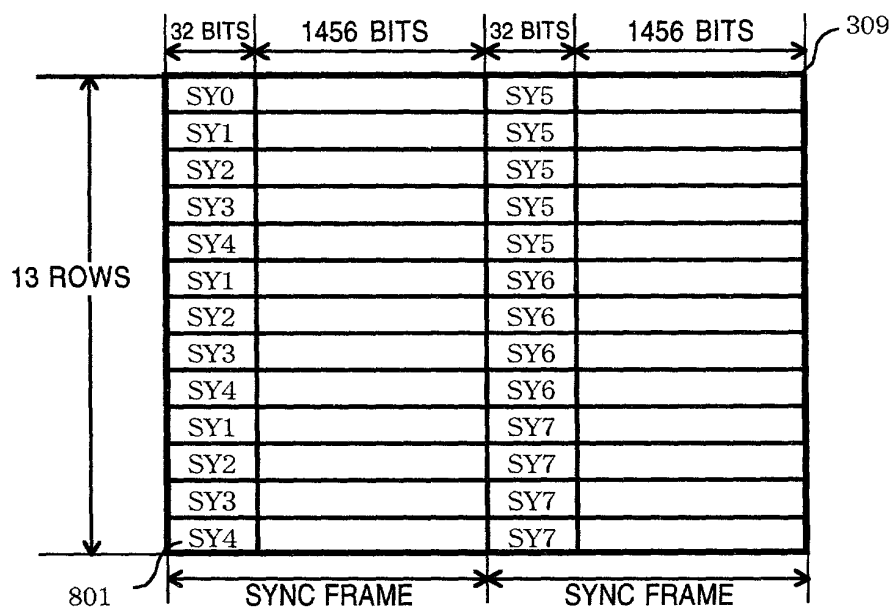 32 BITS 1456 BITS 32 BITS 1456 BITS 309
SY0 SY5
SY1 SY5
SY2 SY5
SY3 SY5
SY4 SY5
13 ROWS SY1 SY6
SY2 SY6
SY3 SY6
SY4 SY6
SY1 SY7
SY2 SY7
SY3 SY7
SY4 SY7
801 SYNC FRAME SYNC FRAME